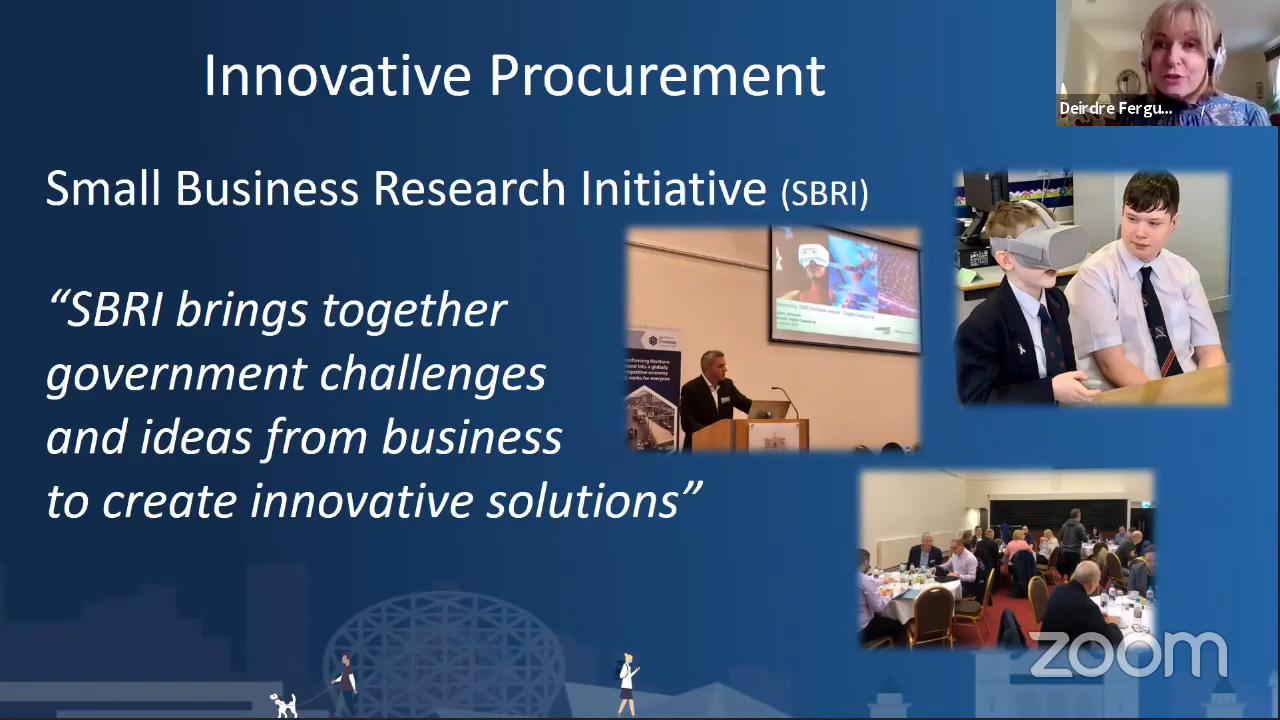 Innovative Procurement
Deirdre Fergu...
Small Business Research Initiative (SBRI)
“SBRI brings together
government challenges
and ideas from business
to create innovative solutions”
Economy
zoom